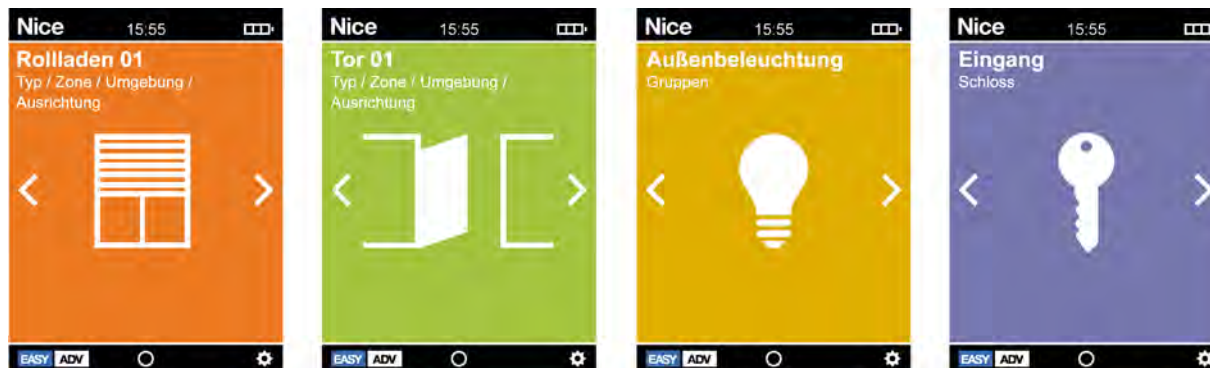 Nice 15:55
Rollladen 01
Typ / Zone / Umgebung /
Ausrichtung
EASY ADV
Nice 15:55
Tor 01
Typ / Zone / Umgebung /
Ausrichtung
EASY ADV
Nice 15:55
Außenbeleuchtung
Gruppen
EASY ADV
Nice 15:55
Eingang
Schloss
EASY ADV